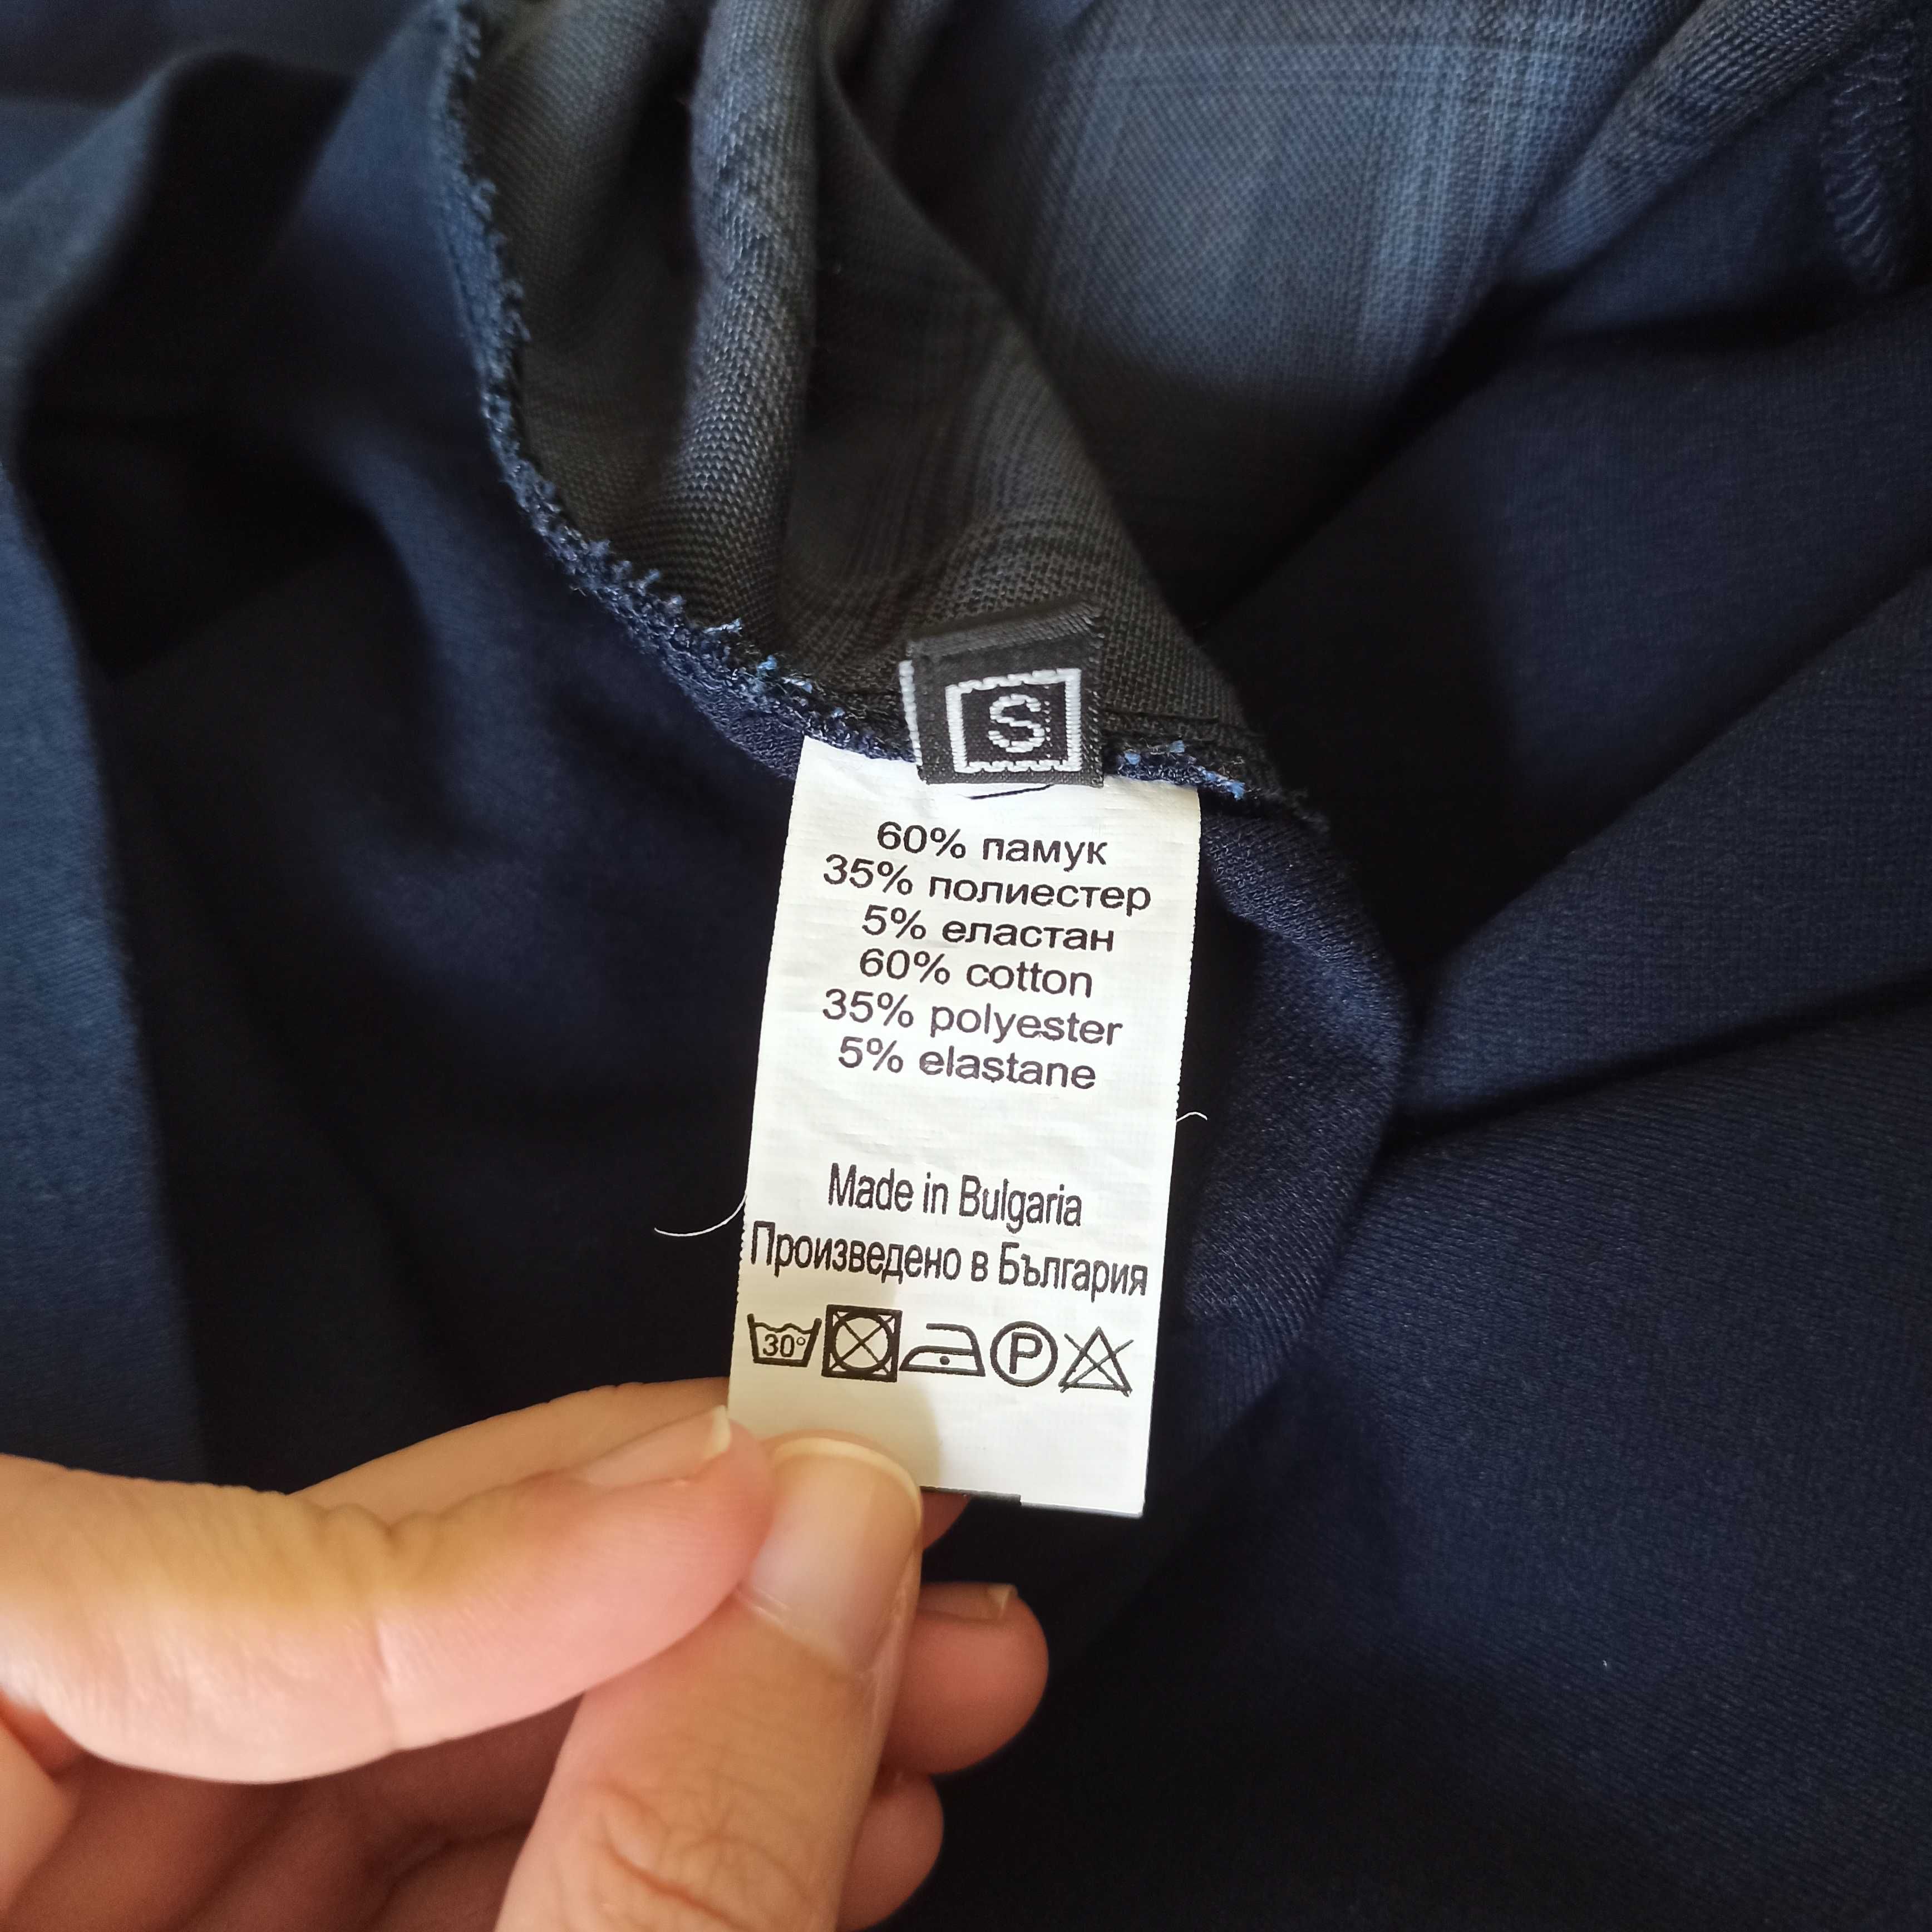 S
60% памук
35% полиестер
5% еластан
60% cotton
35% polyester
5% elastane
Made in Bulgaria
Произведено в България
30° P